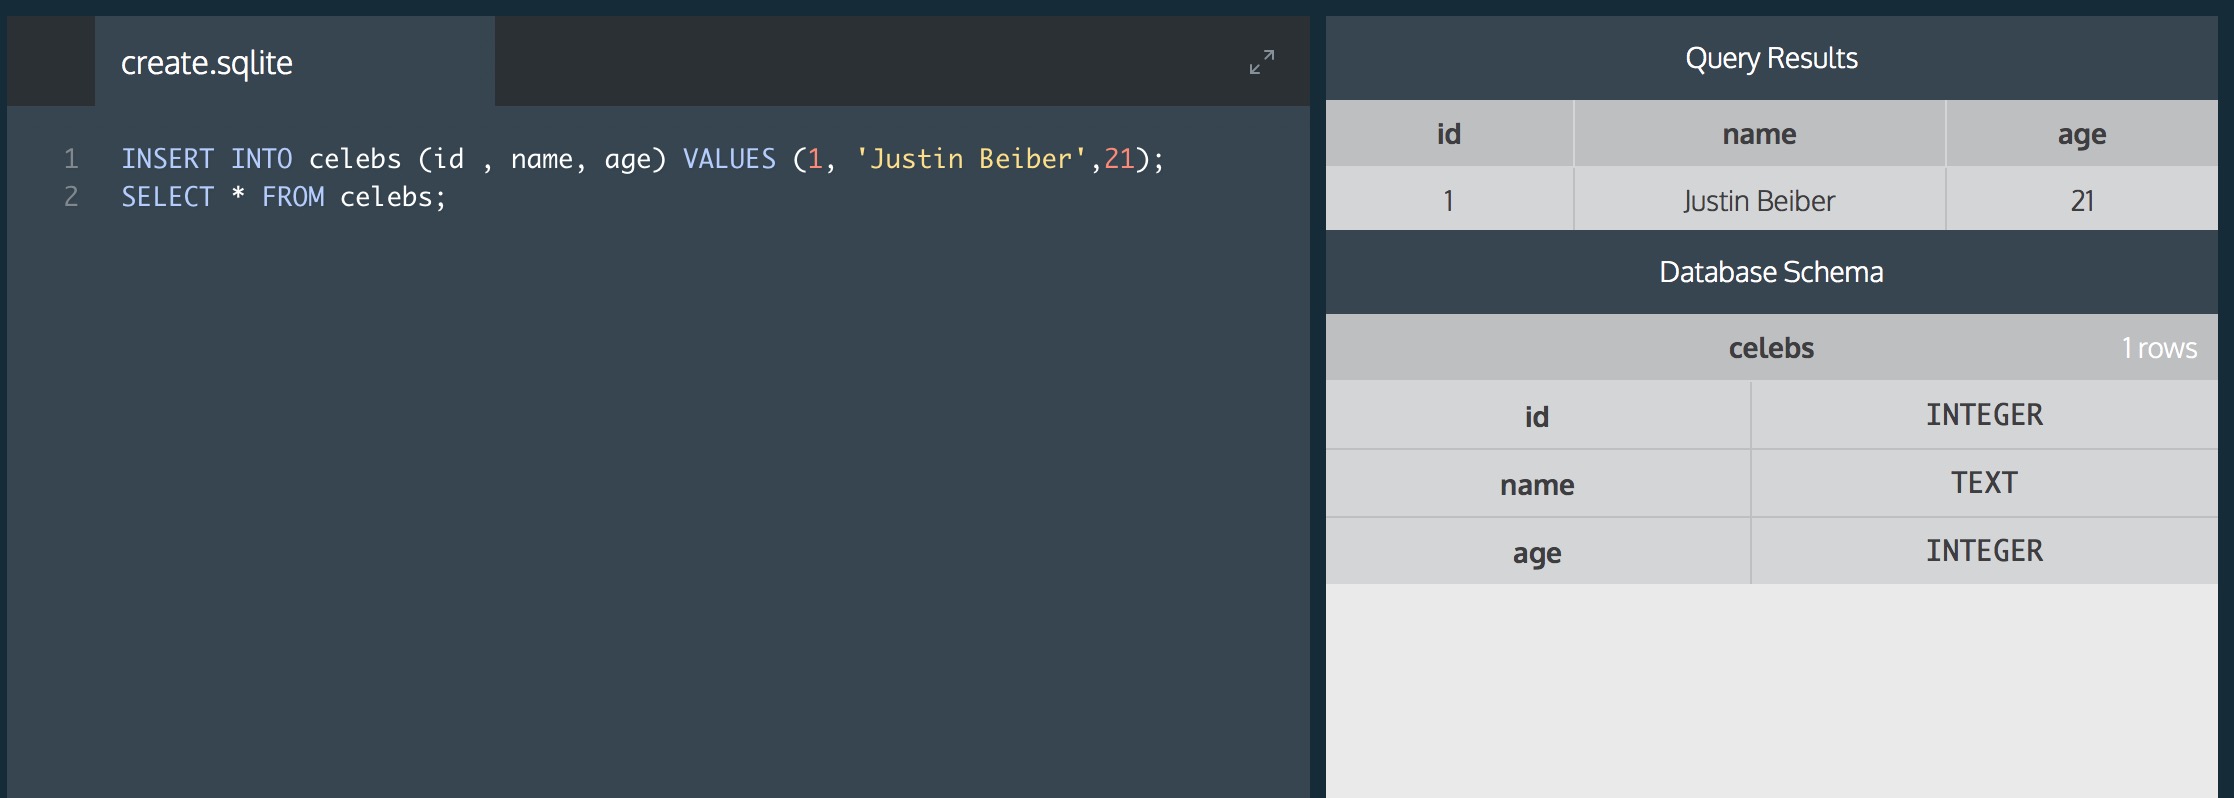 create.sqlite
1 INSERT INTO celebs (id , name, age) VALUES (1, 'Justin Beiber',21);
2 SELECT * FROM celebs;
Query Results
id name age
1 Justin Beiber 21
Database Schema
celebs 1 rows
id INTEGER
name TEXT
age INTEGER